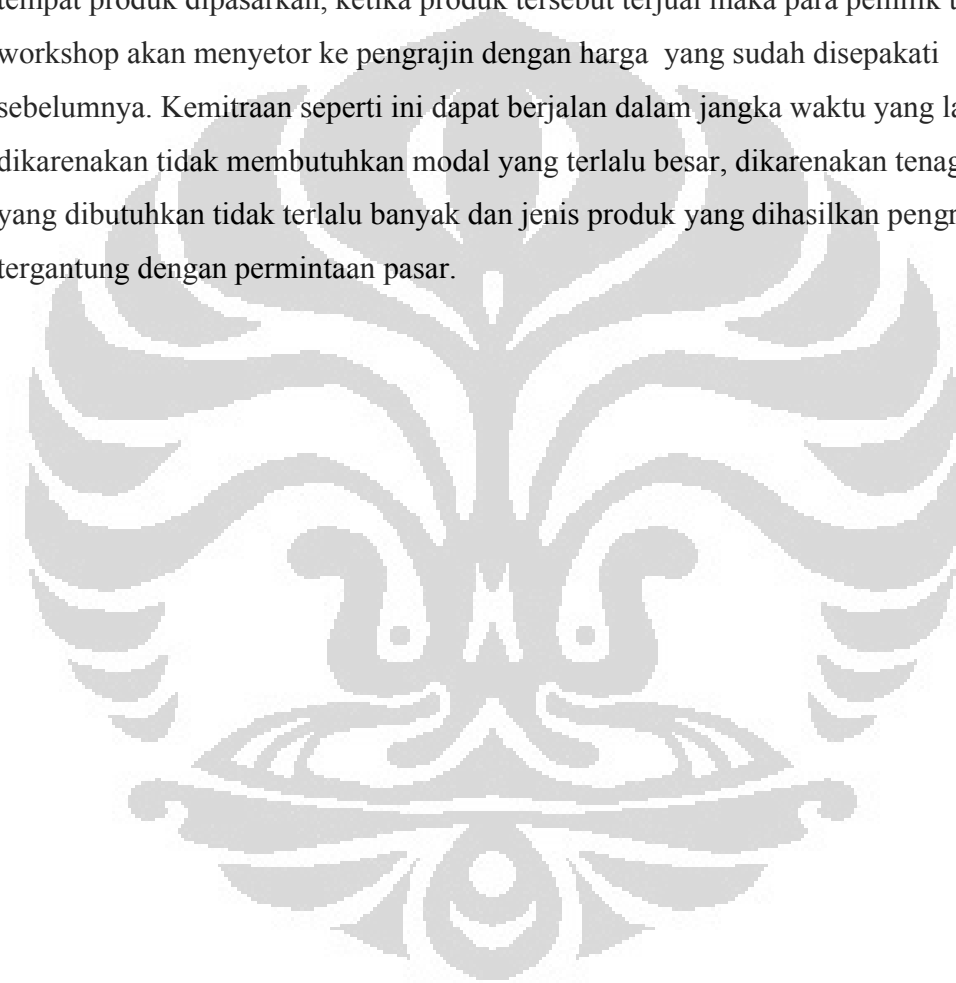 tempat produk dipasarkan, ketika produk tersebut terjual maka para pemilik
workshop akan menyetor ke pengrajin dengan harga yang sudah disepakati
sebelumnya. Kemitraan seperti ini dapat berjalan dalam jangka waktu yang
dikarenakan tidak membutuhkan modal yang terlalu besar, dikarenakan
yang dibutuhkan tidak terlalu banyak dan jenis produk yang dihasilkan
tergantung dengan permintaan pasar.